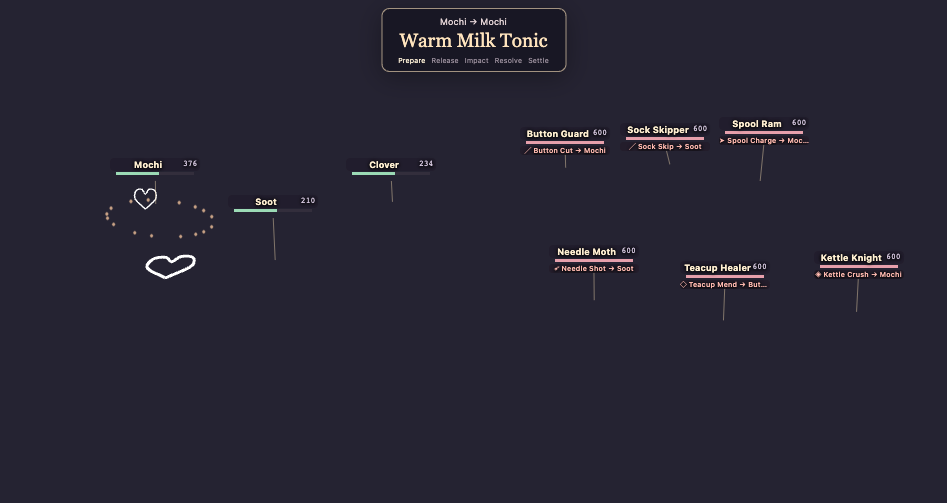 Mochi → Mochi
Warm Milk Tonic
Prepare Release Impact Resolve Settle
Spool Ram 600
➤ Spool Charge → Moc...
Sock Skipper 600
⟋ Sock Skip → Soot
Button Guard 600
⟋ Button Cut → Mochi
Mochi 376
Clover 234
Soot 210
Needle Moth 600
➶ Needle Shot → Soot
Kettle Knight 600
◈ Kettle Crush → Mochi
Teacup Healer 600
◇ Teacup Mend → But...